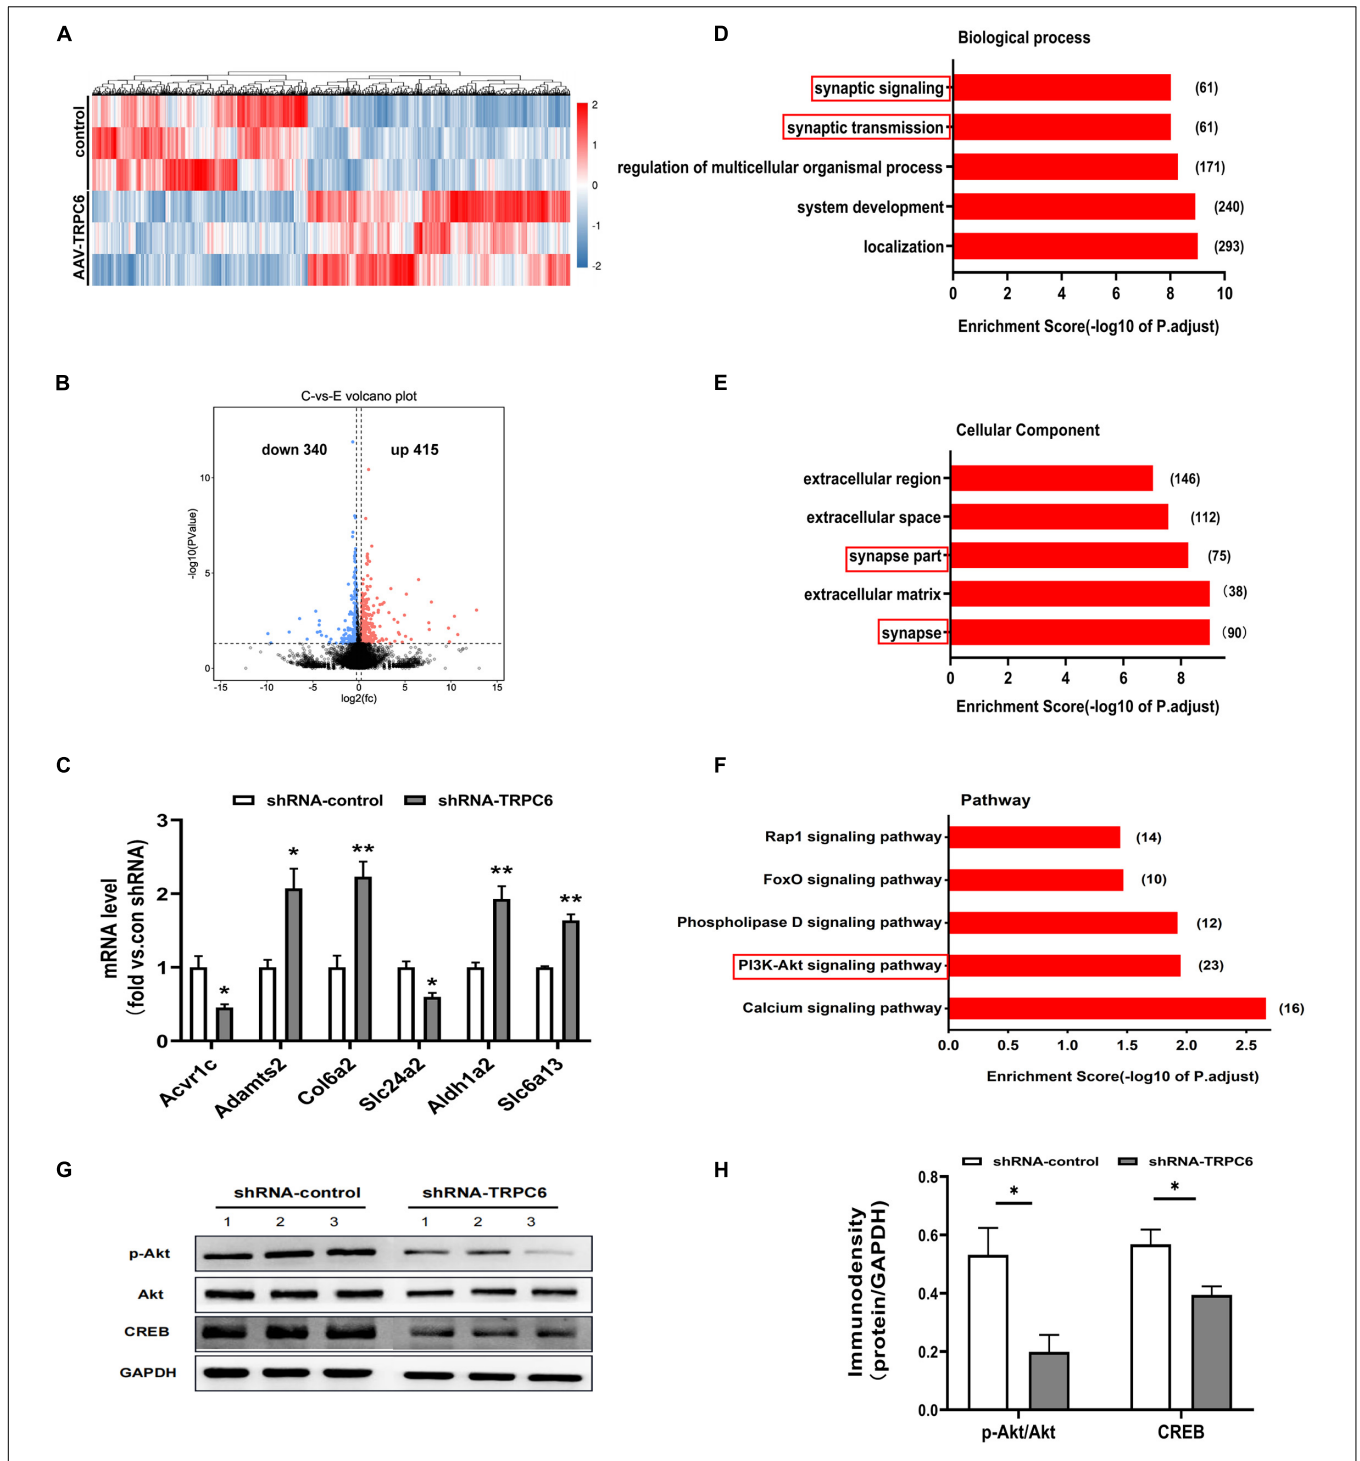 A
control
AAV-TRPC6
2
1
0
-1
-2
B
C-vs-E volcano plot
down 340
up 415
-log10(PValue)
10
5
0
-15
-10
-5
0
5
10
15
log2(fc)
C
shRNA-control
shRNA-TRPC6
mRNA level
(fold vs.con shRNA)
3
2
1
0
*
*
**
*
**
**
Acvr1c
Adamts2
Col6a2
Slc24a2
Aldh1a2
Slc6a13
D
Biological process
synaptic signaling
(61)
synaptic transmission
(61)
regulation of multicellular organismal process
(171)
system development
(240)
localization
(293)
0
2
4
6
8
10
Enrichment Score(-log10 of P.adjust)
E
Cellular Component
extracellular region
(146)
extracellular space
(112)
synapse part
(75)
extracellular matrix
(38)
synapse
(90)
0
2
4
6
8
Enrichment Score(-log10 of P.adjust)
F
Pathway
Rap1 signaling pathway
(14)
FoxO signaling pathway
(10)
Phospholipase D signaling pathway
(12)
PI3K-Akt signaling pathway
(23)
Calcium signaling pathway
(16)
0.0
0.5
1.0
1.5
2.0
2.5
Enrichment Score(-log10 of P.adjust)
G
shRNA-control
shRNA-TRPC6
1
2
3
1
2
3
p-Akt
Akt
CREB
GAPDH
H
shRNA-control
shRNA-TRPC6
Immunodensity
(protein/GAPDH)
0.8
0.6
0.4
0.2
0.0
*
*
p-Akt/Akt
CREB